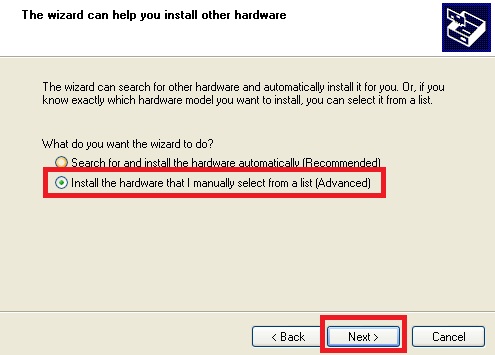 The wizard can help you install other hardware
The wizard can search for other hardware and automatically install it for you. Or, if you
know exactly which hardware model you want to install, you can select it from a list.
What do you want the wizard to do?
Search for and install the hardware automatically (Recommended)
Install the hardware that I manually select from a list (Advanced)
< Back Next > Cancel